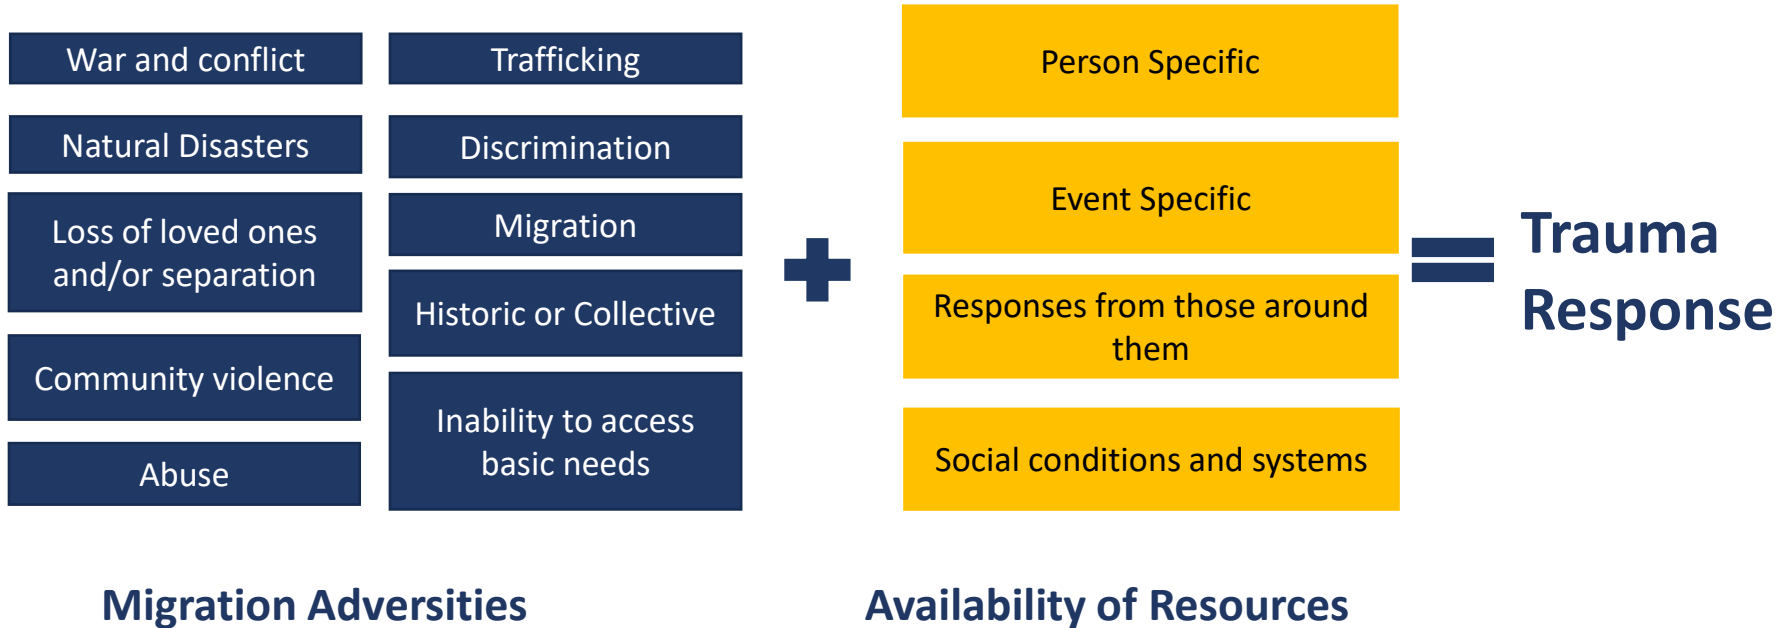 War and conflict
Natural Disasters
Loss of loved ones
and/or separation
Community violence
Abuse
Trafficking
Discrimination
Migration
Historic or Collective
Inability to access
basic needs
Migration Adversities
Person Specific
Event Specific
Responses from those around
them
Social conditions and systems
Availability of Resources
Trauma
Response